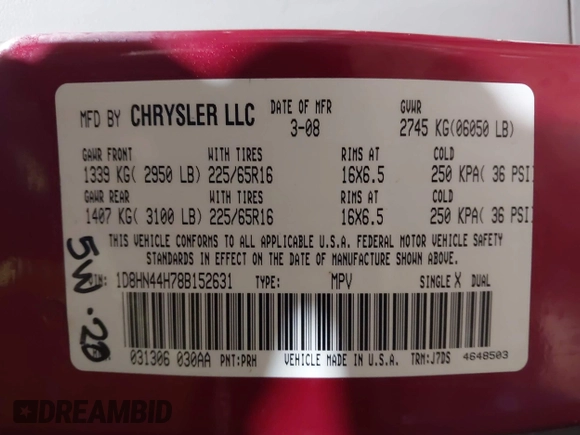 MFD BY CHRYSLER LLC DATE OF MFR 3-08 GVWR 2745 KG(06050 LB)
GAWR FRONT WITH TIRES RIMS AT COLD
1339 KG( 2950 LB) 225/65R16 16X6.5 250 KPA( 36 PSI
GAWR REAR WITH TIRES RIMS AT COLD
1407 KG( 3100 LB) 225/65R16 16X6.5 250 KPA( 36 PSI
THIS VEHICLE CONFORMS TO ALL APPLICABLE U.S.A. FEDERAL MOTOR VEHICLE SAFETY
STANDARDS IN EFFECT ON THE DATE OF MANUFACTURE SHOWN ABOVE.
VIN: 1D8HN44H78B152631 TYPE: MPV SINGLE X DUAL
031306 030AA PNT:PRH VEHICLE MADE IN U.S.A. TRM:J7DS 4648503
5W.20
DREAMBID